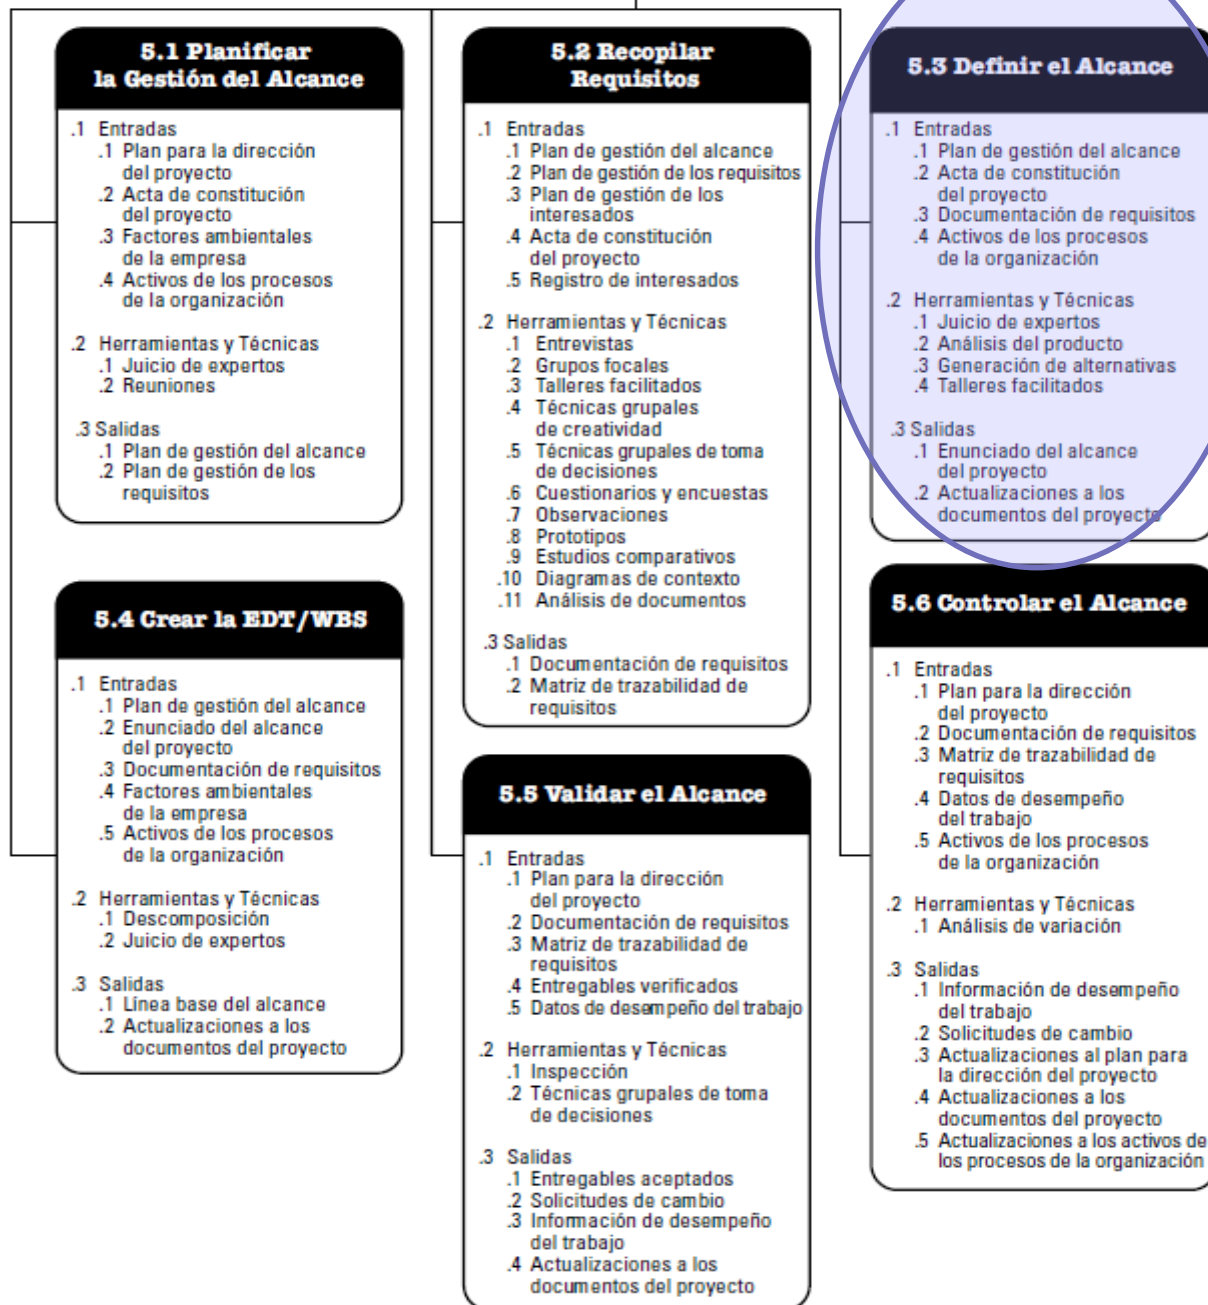 5.1 Planificar
la Gestión del Alcance
.1 Entradas
.1 Plan para la dirección
del proyecto
.2 Acta de constitución
del proyecto
.3 Factores ambientales
de la empresa
.4 Activos de los procesos
de la organización
.2 Herramientas y Técnicas
.1 Juicio de expertos
.2 Reuniones
.3 Salidas
.1 Plan de gestión del alcance
.2 Plan de gestión de los
requisitos
5.2 Recopilar
Requisitos
.1 Entradas
.1 Plan de gestión del alcance
.2 Plan de gestión de los requisitos
.3 Plan de gestión de los
interesados
.4 Acta de constitución
del proyecto
.5 Registro de interesados
.2 Herramientas y Técnicas
.1 Entrevistas
.2 Grupos focales
.3 Talleres facilitados
.4 Técnicas grupales
de creatividad
.5 Técnicas grupales de toma
de decisiones
.6 Cuestionarios y encuestas
.7 Observaciones
.8 Prototipos
.9 Estudios comparativos
.10 Diagramas de contexto
.11 Análisis de documentos
.3 Salidas
.1 Documentación de requisitos
.2 Matriz de trazabilidad de
requisitos
5.3 Definir el Alcance
.1 Entradas
.1 Plan de gestión del alcance
.2 Acta de constitución
del proyecto
.3 Documentación de requisitos
.4 Activos de los procesos
de la organización
.2 Herramientas y Técnicas
.1 Juicio de expertos
.2 Análisis del producto
.3 Generación de alternativas
.4 Talleres facilitados
.3 Salidas
.1 Enunciado del alcance
del proyecto
.2 Actualizaciones a los
documentos del proyecto
5.4 Crear la EDT/WBS
.1 Entradas
.1 Plan de gestión del alcance
.2 Enunciado del alcance
del proyecto
.3 Documentación de requisitos
.4 Factores ambientales
de la empresa
.5 Activos de los procesos
de la organización
.2 Herramientas y Técnicas
.1 Descomposición
.2 Juicio de expertos
.3 Salidas
.1 Línea base del alcance
.2 Actualizaciones a los
documentos del proyecto
5.5 Validar el Alcance
.1 Entradas
.1 Plan para la dirección
del proyecto
.2 Documentación de requisitos
.3 Matriz de trazabilidad de
requisitos
.4 Entregables verificados
.5 Datos de desempeño del trabajo
.2 Herramientas y Técnicas
.1 Inspección
.2 Técnicas grupales de toma
de decisiones
.3 Salidas
.1 Entregables aceptados
.2 Solicitudes de cambio
.3 Información de desempeño
del trabajo
.4 Actualizaciones a los
documentos del proyecto
5.6 Controlar el Alcance
.1 Entradas
.1 Plan para la dirección
del proyecto
.2 Documentación de requisitos
.3 Matriz de trazabilidad de
requisitos
.4 Datos de desempeño
del trabajo
.5 Activos de los procesos
de la organización
.2 Herramientas y Técnicas
.1 Análisis de variación
.3 Salidas
.1 Información de desempeño
del trabajo
.2 Solicitudes de cambio
.3 Actualizaciones al plan para
la dirección del proyecto
.4 Actualizaciones a los
documentos del proyecto
.5 Actualizaciones a los activos de
los procesos de la organización